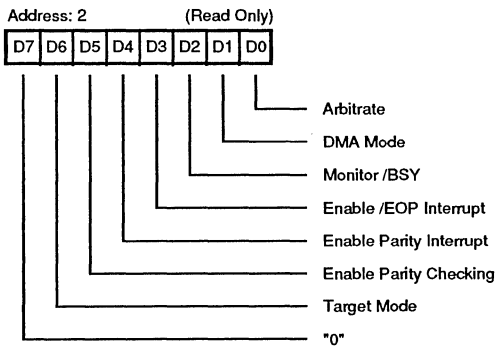 Address: 2 (Read Only)
D7 D6 D5 D4 D3 D2 D1 D0
Arbitrate
DMA Mode
Monitor /BSY
Enable /EOP Interrupt
Enable Parity Interrupt
Enable Parity Checking
Target Mode
"0"